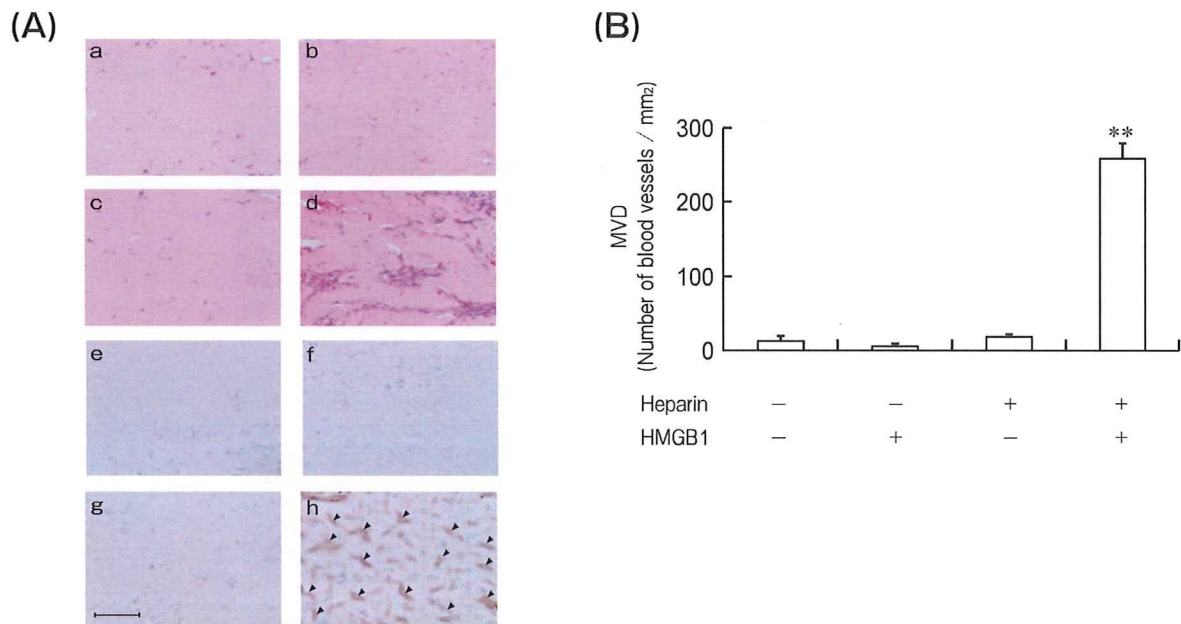 (A)
a
b
c
d
e
f
g
h
(B)
MVD
(Number of blood vessels / mm2)
300
200
100
0
**
Heparin − − + +
HMGB1 − + − +